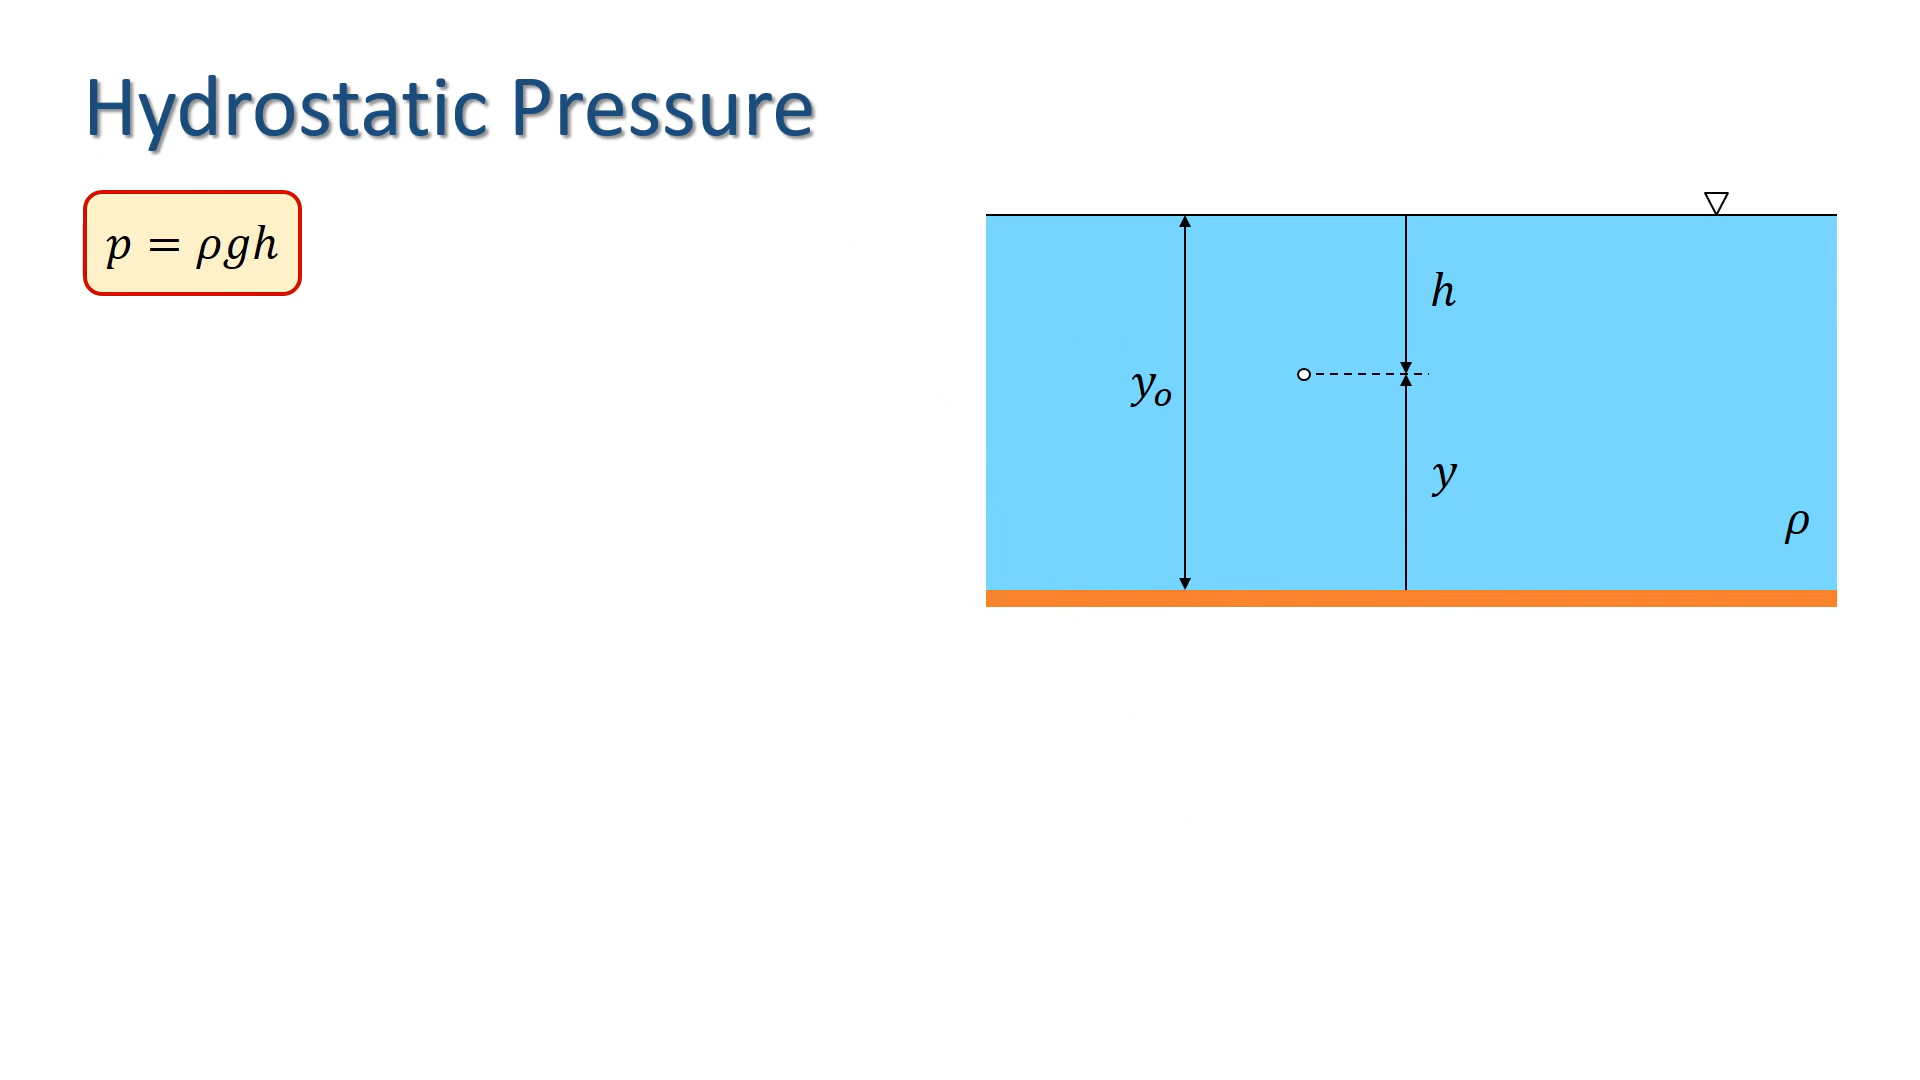 Hydrostatic Pressure
p = ρgh
h
yₒ
y
ρ